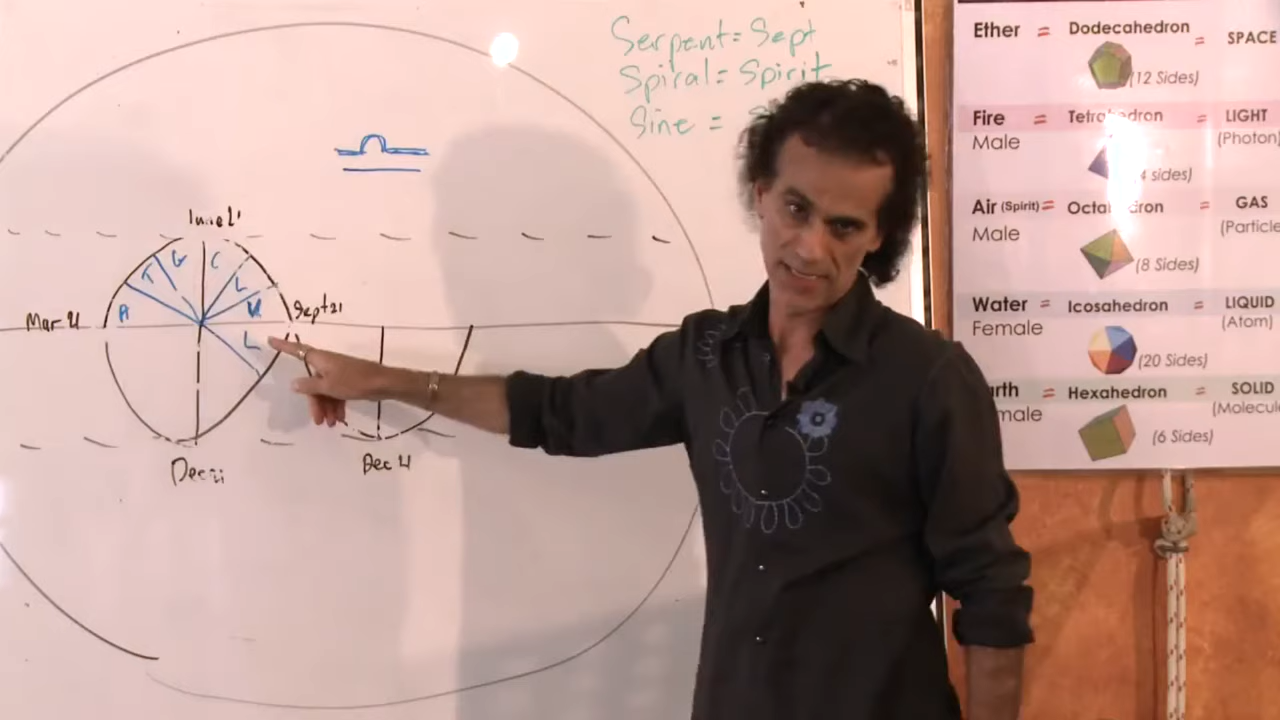 Serpent = Sept
Spiral = Spirit
Sine =
June 21
T G C
A L
V
Mar 21
Sept 21
L
Dec 21
Dec 21
Ether = Dodecahedron = SPACE
(12 Sides)
Fire = Tetrahedron = LIGHT
Male (Photon)
4 sides)
Air (Spirit) = Octahedron = GAS
Male (Particle
(8 Sides)
Water = Icosahedron = LIQUID
Female (Atom)
(20 Sides)
arth = Hexahedron = SOLID
male (Molecul
(6 Sides)